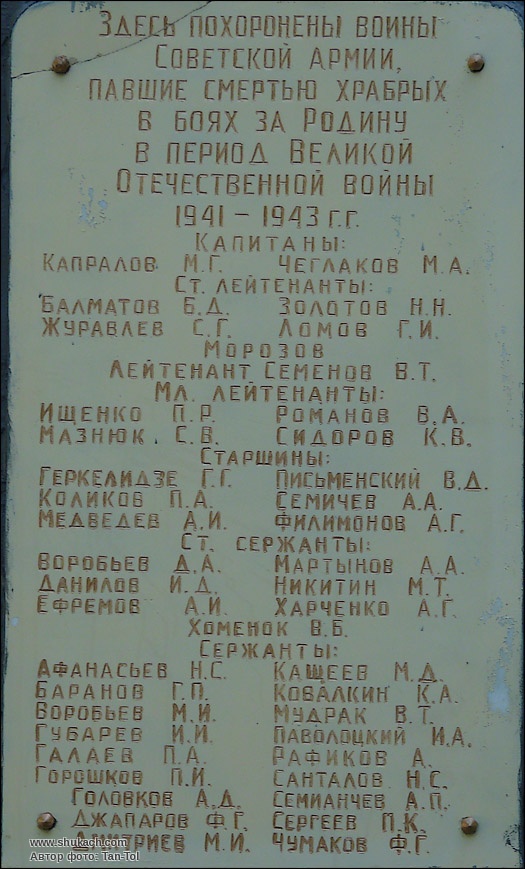 Здесь похоронены воины
Советской Армии,
павшие смертью храбрых
в боях за Родину
в период Великой
Отечественной войны
1941 - 1943 г.г.
Капитаны:
Капралов М.Г. Чеглаков М.А.
Ст. лейтенанты:
Балматов Б.Д. Золотов Н.Н.
Журавлев С.Г. Ломов Г.И.
Морозов
Лейтенант Семенов В.Т.
Мл. лейтенанты:
Ищенко П.Р. Романов В.А.
Мазнюк С.В. Сидоров К.В.
Старшины:
Геркелидзе Г.Г. Письменский В.Д.
Коликов П.А. Семичев А.А.
Медведев А.И. Филимонов А.Г.
Ст. сержанты:
Воробьев Д.А. Мартынов А.А.
Данилов И.Д. Никитин М.Т.
Ефремов А.И. Харченко А.Г.
Хоменок В.Б.
Сержанты:
Афанасьев Н.С. Кащеев М.Д.
Баранов Г.П. Ковалкин К.А.
Воробьев М.И. Мудрак В.Т.
Губарев И.И. Паволоцкий И.А.
Галаев П.А. Рафиков А.
Горошков П.И. Санталов Н.С.
Головков А.Д. Семианчев А.П.
Джапаров Ф.Г. Сергеев П.К.
Дмитриев М.И. Чумаков Ф.Г.
www.shukach.com
Автор фото: Tan-Tol